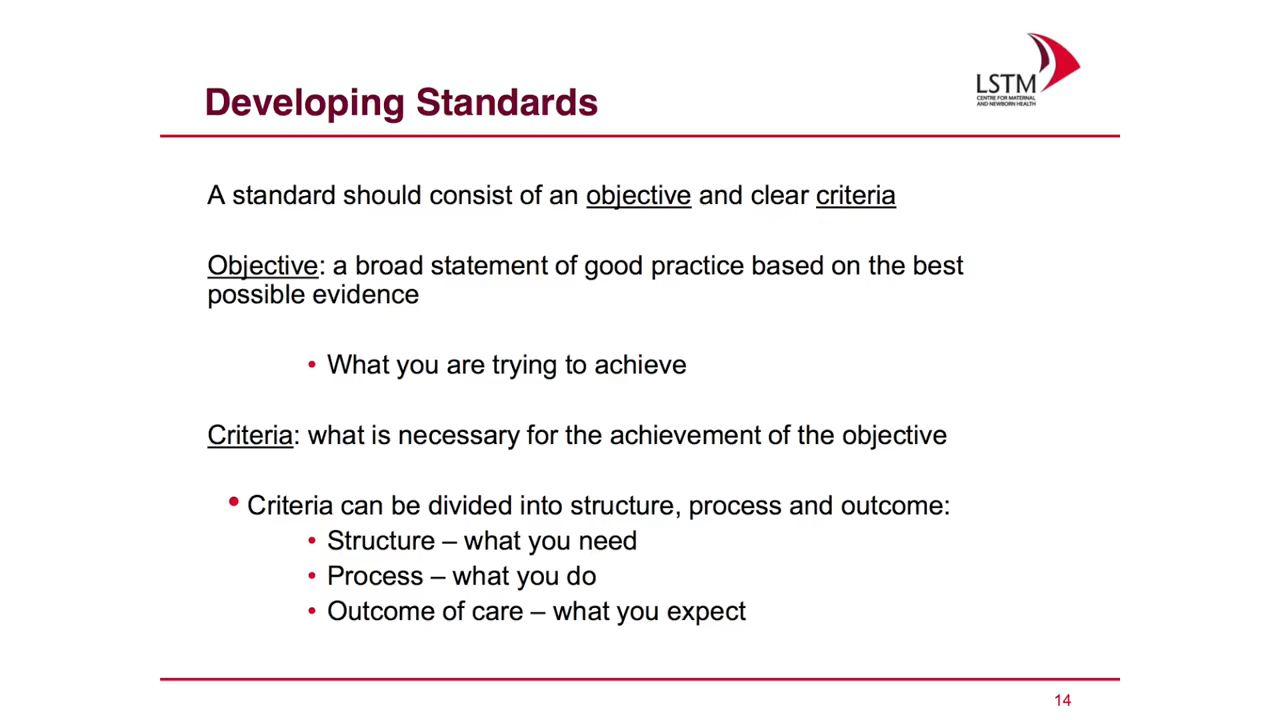 LSTM
CENTRE FOR MATERNAL
AND NEWBORN HEALTH
Developing Standards
A standard should consist of an objective and clear criteria
Objective: a broad statement of good practice based on the best
possible evidence
• What you are trying to achieve
Criteria: what is necessary for the achievement of the objective
• Criteria can be divided into structure, process and outcome:
• Structure – what you need
• Process – what you do
• Outcome of care – what you expect
14